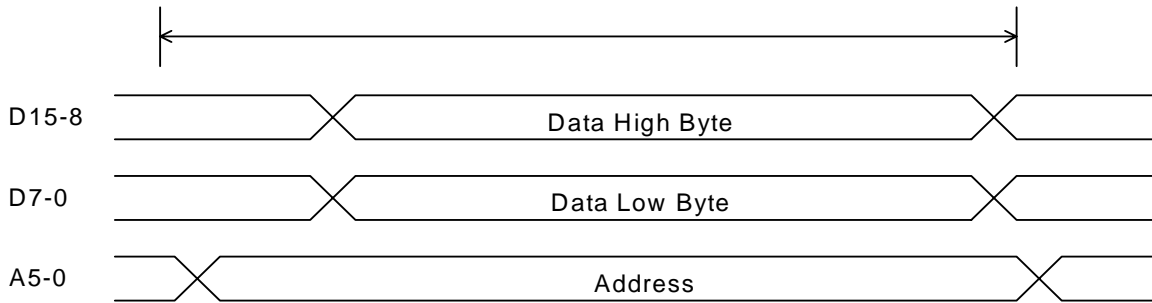 D15-8 Data High Byte
D7-0 Data Low Byte
A5-0 Address